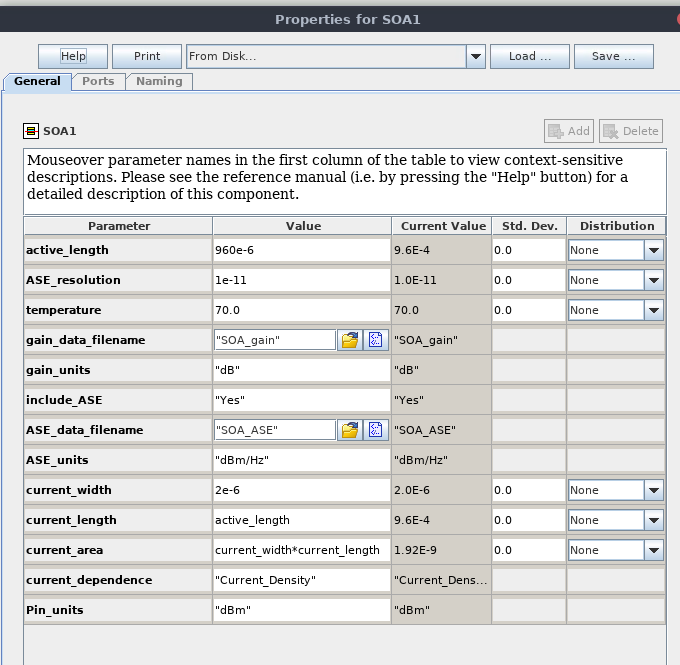 Properties for SOA1
Help Print From Disk... Load ... Save ...
General Ports Naming
SOA1 Add Delete
Mouseover parameter names in the first column of the table to view context-sensitive
descriptions. Please see the reference manual (i.e. by pressing the "Help" button) for a
detailed description of this component.
Parameter Value Current Value Std. Dev. Distribution
active_length 960e-6 9.6E-4 0.0 None
ASE_resolution 1e-11 1.0E-11 0.0 None
temperature 70.0 70.0 0.0 None
gain_data_filename "SOA_gain" "SOA_gain"
gain_units "dB" "dB"
include_ASE "Yes" "Yes"
ASE_data_filename "SOA_ASE" "SOA_ASE"
ASE_units "dBm/Hz" "dBm/Hz"
current_width 2e-6 2.0E-6 0.0 None
current_length active_length 9.6E-4 0.0 None
current_area current_width*current_length 1.92E-9 0.0 None
current_dependence "Current_Density" "Current_Dens...
Pin_units "dBm" "dBm"